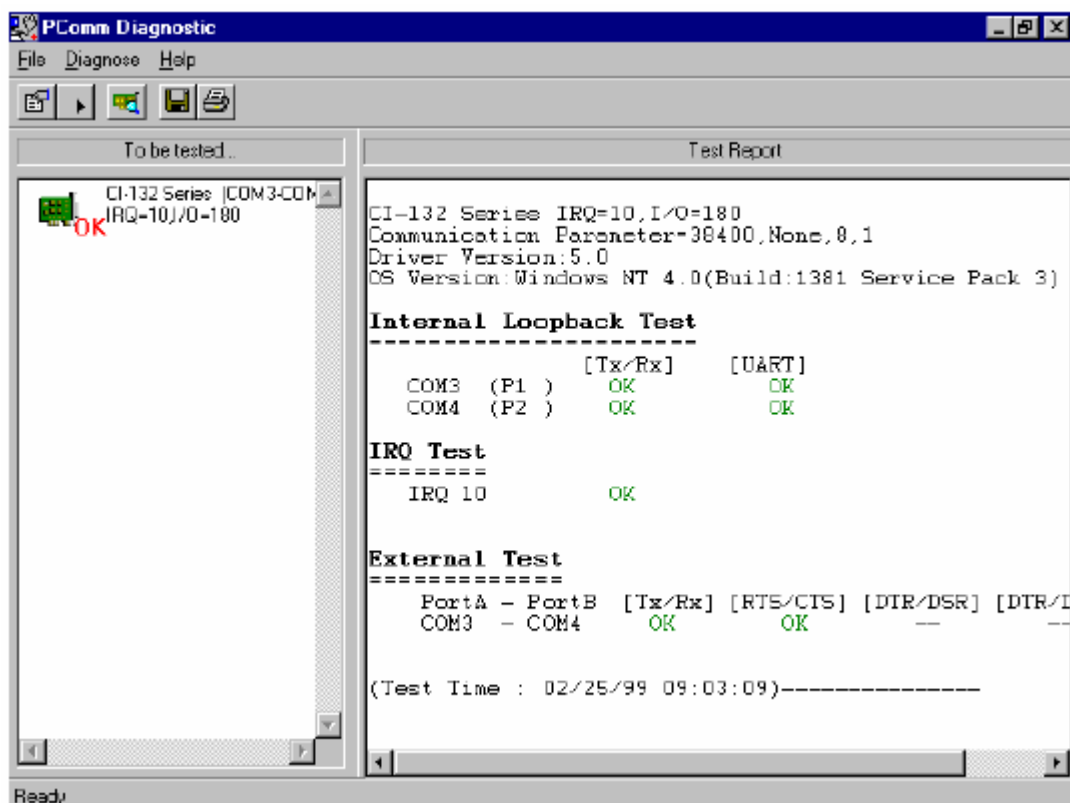 PComm Diagnostic
File Diagnose Help
To be tested...
CI-132 Series (COM3-COM
IRQ=10,I/O=180
OK
Test Report
CI-132 Series IRQ=10,I/O=180
Communication Parameter=38400,None,8,1
Driver Version:5.0
OS Version:Windows NT 4.0(Build:1381 Service Pack 3)
Internal Loopback Test
======================
[Tx/Rx] [UART]
COM3 (P1 ) OK OK
COM4 (P2 ) OK OK
IRQ Test
========
IRQ 10 OK
External Test
=============
PortA - PortB [Tx/Rx] [RTS/CTS] [DTR/DSR] [DTR/D
COM3 - COM4 OK OK -- --
(Test Time : 02/25/99 09:03:09)---------------
Ready